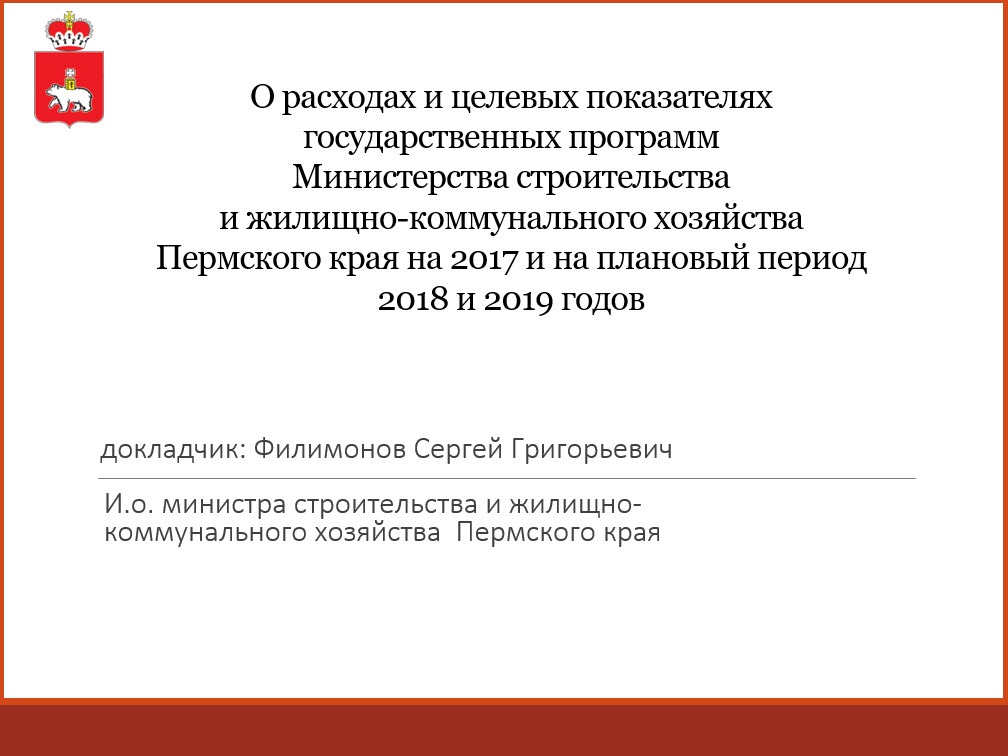 О расходах и целевых показателях
государственных программ
Министерства строительства
и жилищно-коммунального хозяйства
Пермского края на 2017 и на плановый период
2018 и 2019 годов
докладчик: Филимонов Сергей Григорьевич
И.о. министра строительства и жилищно-
коммунального хозяйства  Пермского края